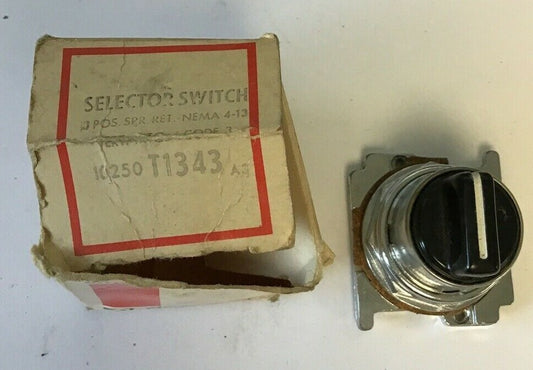 SELECTOR SWITCH
3 POS. SPR. RET. - NEMA 4-13
CODE 3
10250 T1343